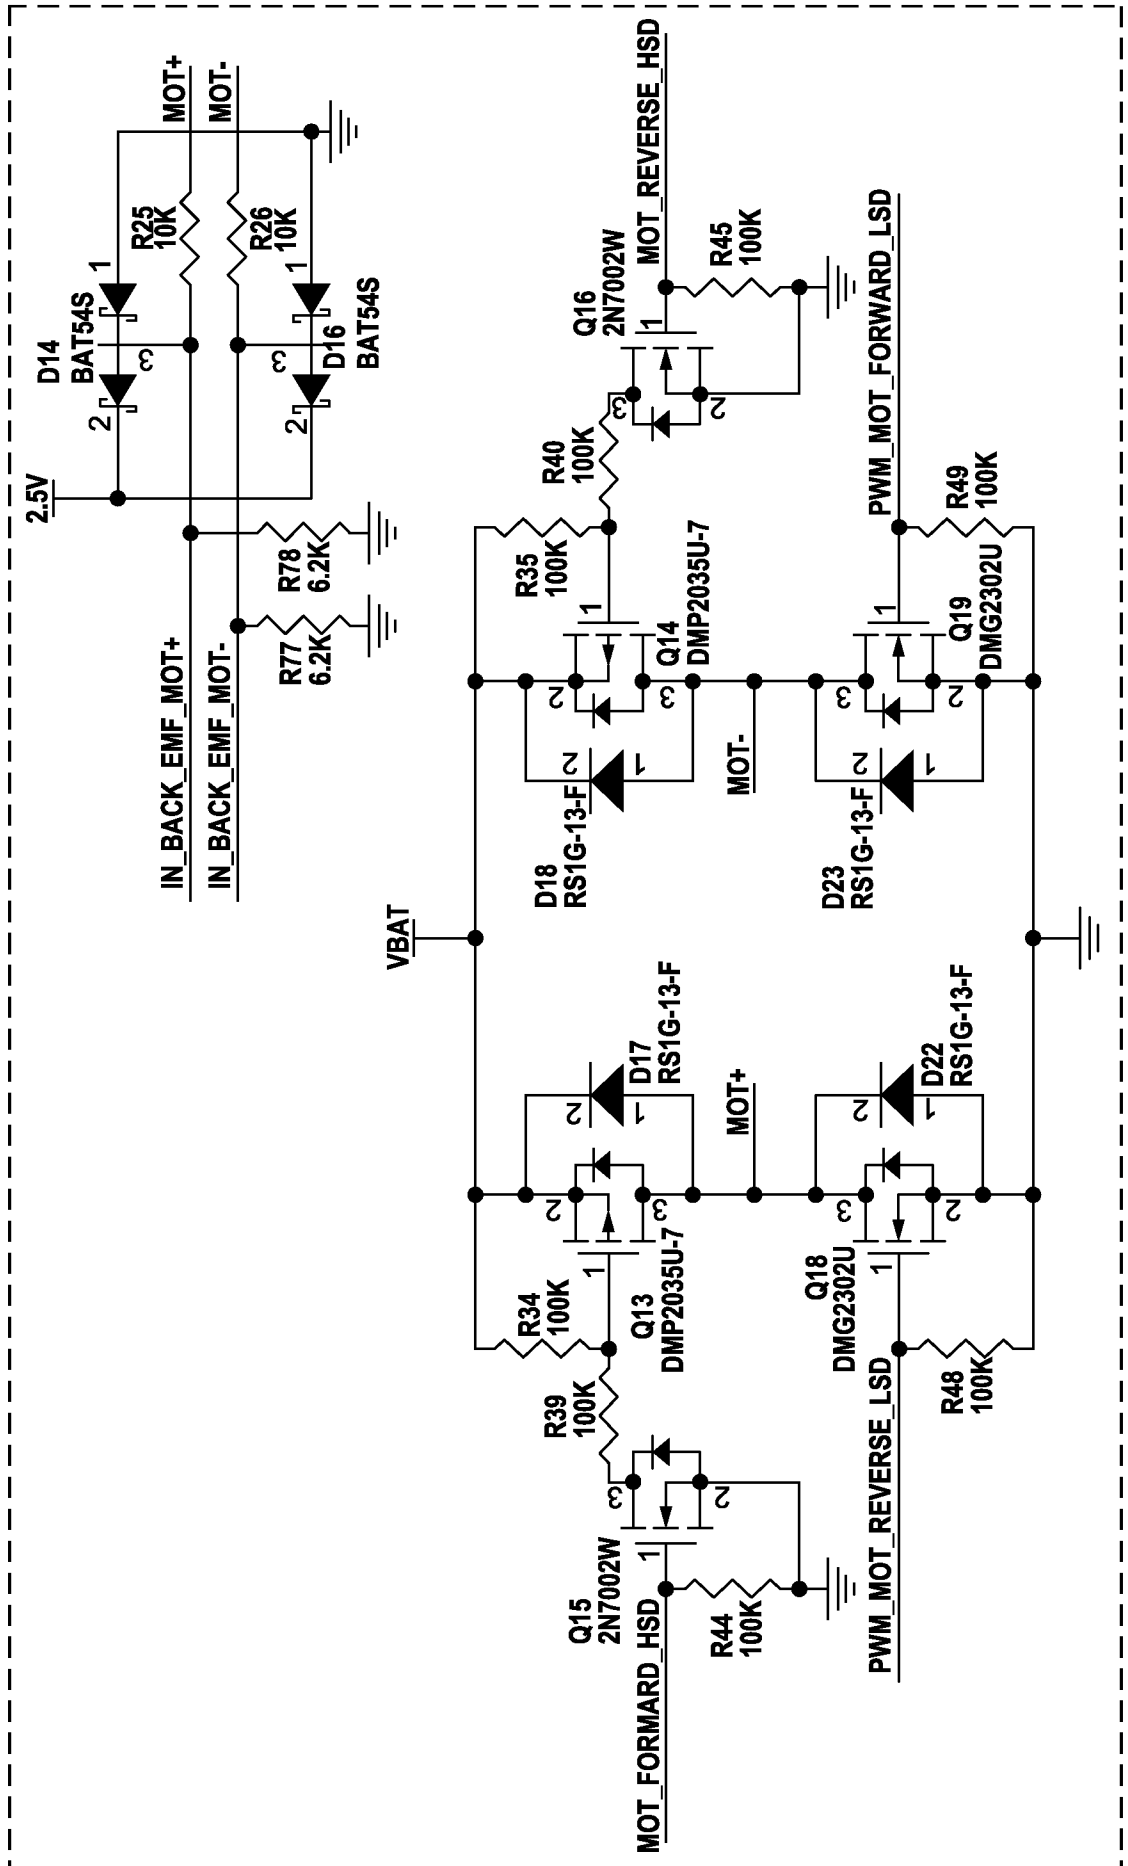 2.5V
D14
BAT54S
1
2
3
R25
10K
MOT+
MOT-
R26
10K
1
2
3
D16
BAT54S
R78
6.2K
R77
6.2K
IN_BACK_EMF_MOT+
IN_BACK_EMF_MOT-
VBAT
R34
100K
R39
100K
Q15
2N7002W
1
2
3
MOT_FORMARD_HSD
R44
100K
Q13
DMP2035U-7
1
2
3
D17
RS1G-13-F
2
1
MOT+
Q18
DMG2302U
1
2
3
D22
RS1G-13-F
2
1
PWM_MOT_REVERSE_LSD
R48
100K
R35
100K
R40
100K
Q16
2N7002W
1
2
3
MOT_REVERSE_HSD
R45
100K
Q14
DMP2035U-7
1
2
3
D18
RS1G-13-F
2
1
MOT-
Q19
DMG2302U
1
2
3
D23
RS1G-13-F
2
1
PWM_MOT_FORWARD_LSD
R49
100K